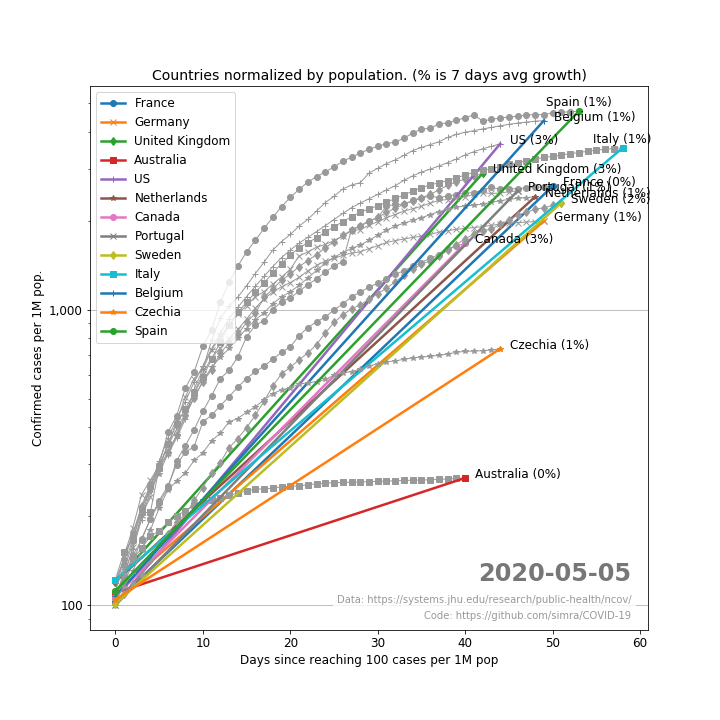 Countries normalized by population. (% is 7 days avg growth)
France
Germany
United Kingdom
Australia
US
Netherlands
Canada
Portugal
Sweden
Italy
Belgium
Czechia
Spain
Spain (1%)
Belgium (1%)
US (3%)
Italy (1%)
United Kingdom (3%)
France (0%)
Portugal (1%)
Netherlands (1%)
Sweden (2%)
Germany (1%)
Canada (3%)
Czechia (1%)
Australia (0%)
1,000
100
Confirmed cases per 1M pop.
2020-05-05
Data: https://systems.jhu.edu/research/public-health/ncov/
Code: https://github.com/simra/COVID-19
0 10 20 30 40 50 60
Days since reaching 100 cases per 1M pop